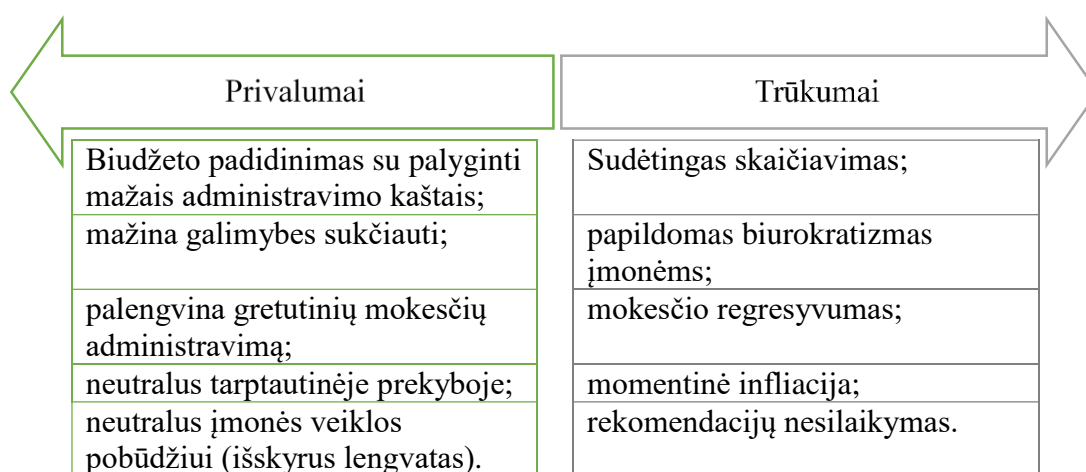 Privalumai
Trūkumai
Biudžeto padidinimas su palyginti
mažais administravimo kaštais;
Sudėtingas skaičiavimas;
mažina galimybes sukčiauti;
papildomas biurokratizmas
įmonėms;
palengvina gretutinių mokesčių
administravimą;
mokesčio regresyvumas;
neutralus tarptautinėje prekyboje;
momentinė infliacija;
neutralus įmonės veiklos
pobūdžiui (išskyrus lengvatas).
rekomendacijų nesilaikymas.